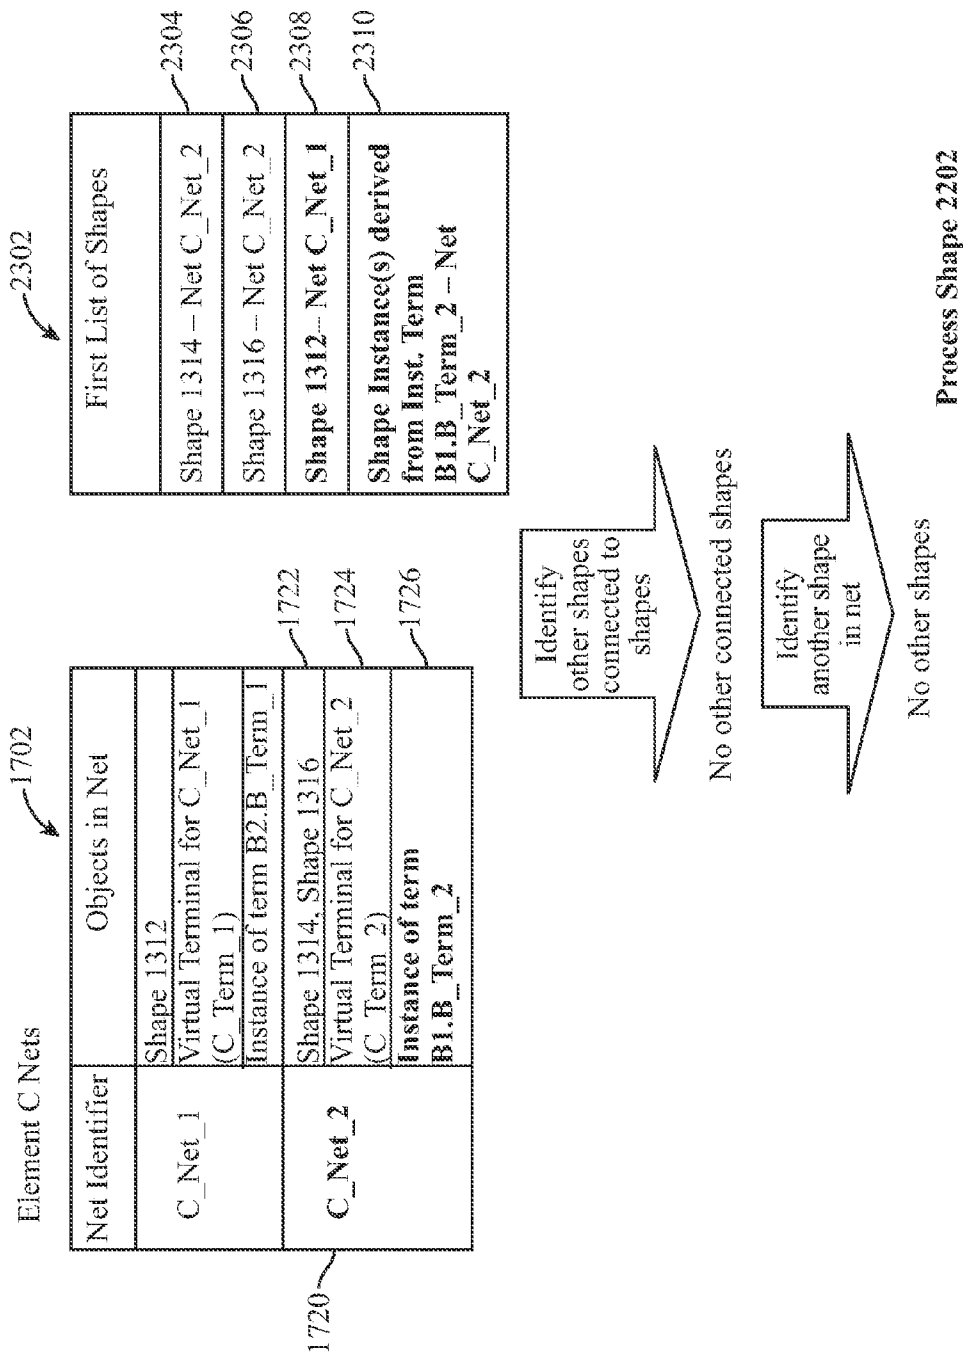 Element C Nets
1702
Net Identifier
Objects in Net
C_Net_1
Shape 1312
Virtual Terminal for C_Net_1
(C_Term_1)
Instance of term B2.B_Term_1
1720
C_Net_2
Shape 1314, Shape 1316
1722
Virtual Terminal for C_Net_2
(C_Term_2)
1724
Instance of term
B1.B_Term_2
1726
2302
First List of Shapes
Shape 1314 – Net C_Net_2
2304
Shape 1316 – Net C_Net_2
2306
Shape 1312 – Net C_Net_1
2308
Shape Instance(s) derived
from Inst. Term
B1.B_Term_2 – Net
C_Net_2
2310
Identify
other shapes
connected to
shapes
No other connected shapes
Identify
another shape
in net
No other shapes
Process Shape 2202